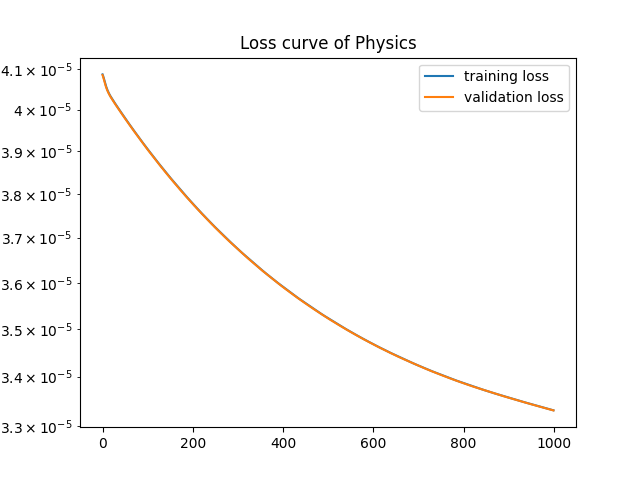 Loss curve of Physics
training loss
validation loss
4.1 × 10⁻⁵
4 × 10⁻⁵
3.9 × 10⁻⁵
3.8 × 10⁻⁵
3.7 × 10⁻⁵
3.6 × 10⁻⁵
3.5 × 10⁻⁵
3.4 × 10⁻⁵
3.3 × 10⁻⁵
0 200 400 600 800 1000